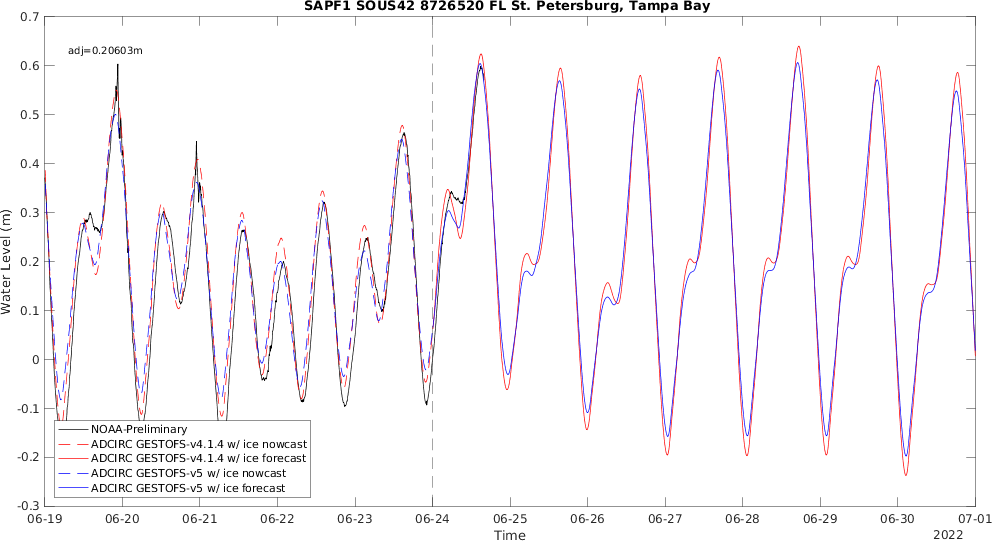 SAPF1 SOUS42 8726520 FL St. Petersburg, Tampa Bay
adj=0.20603m
0.7
0.6
0.5
0.4
0.3
0.2
0.1
0
-0.1
-0.2
-0.3
Water Level (m)
NOAA-Preliminary
ADCIRC GESTOFS-v4.1.4 w/ ice nowcast
ADCIRC GESTOFS-v4.1.4 w/ ice forecast
ADCIRC GESTOFS-v5 w/ ice nowcast
ADCIRC GESTOFS-v5 w/ ice forecast
06-19 06-20 06-21 06-22 06-23 06-24 06-25 06-26 06-27 06-28 06-29 06-30 07-01
Time
2022